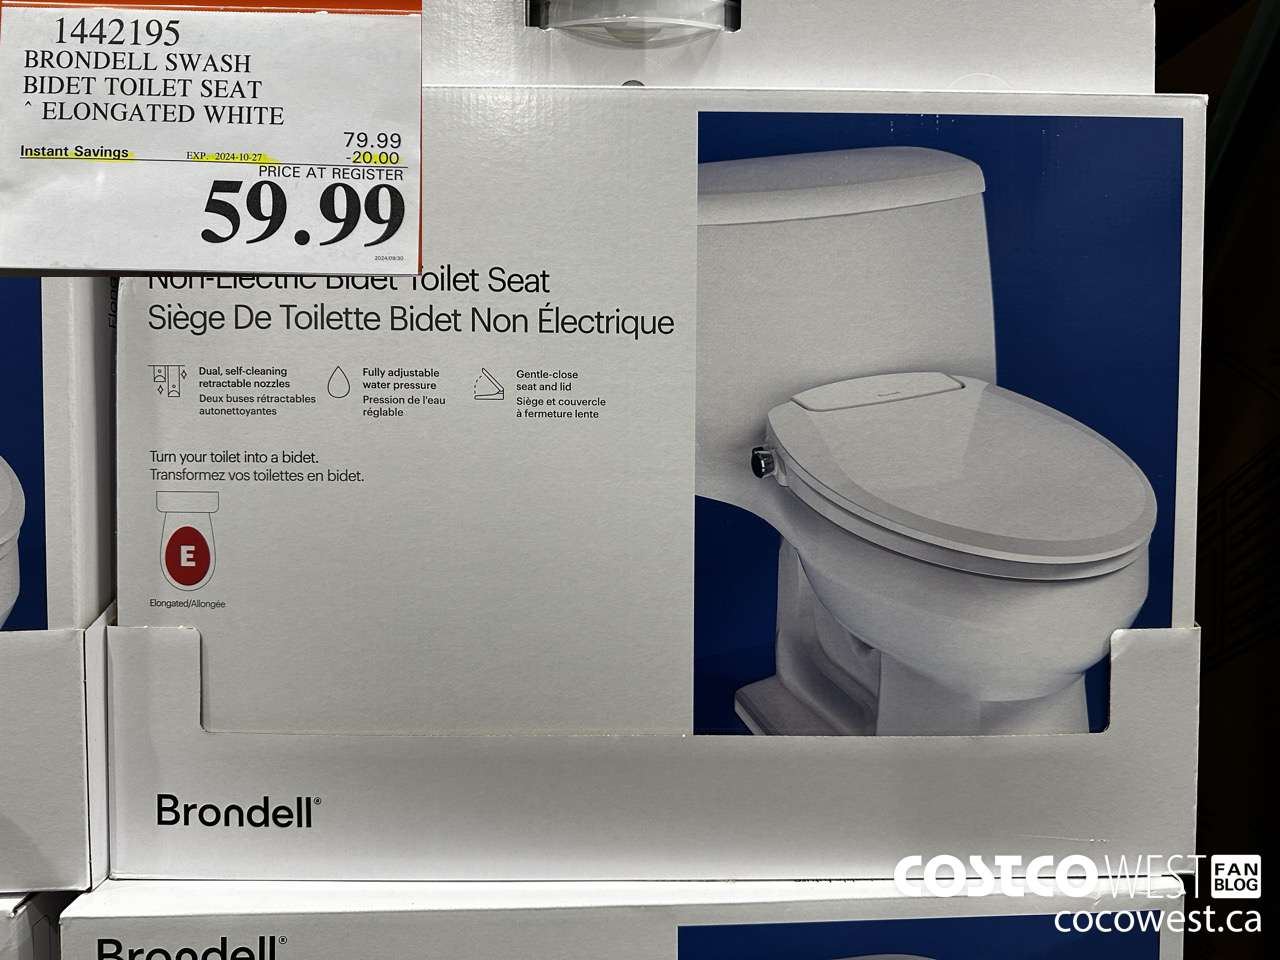 1442195
BRONDELL SWASH
BIDET TOILET SEAT
^ ELONGATED WHITE
79.99
Instant Savings EXP. 2024-10-27 -20.00
PRICE AT REGISTER
59.99
2024/09/30
Non-Electric Bidet Toilet Seat
Siège De Toilette Bidet Non Électrique
Dual, self-cleaning
retractable nozzles
Deux buses rétractables
autonettoyantes
Fully adjustable
water pressure
Pression de l'eau
réglable
Gentle-close
seat and lid
Siège et couvercle
à fermeture lente
Turn your toilet into a bidet.
Transformez vos toilettes en bidet.
E
Elongated/Allongée
Brondell®
Brondell®
COSTCO WEST FAN BLOG
cocowest.ca